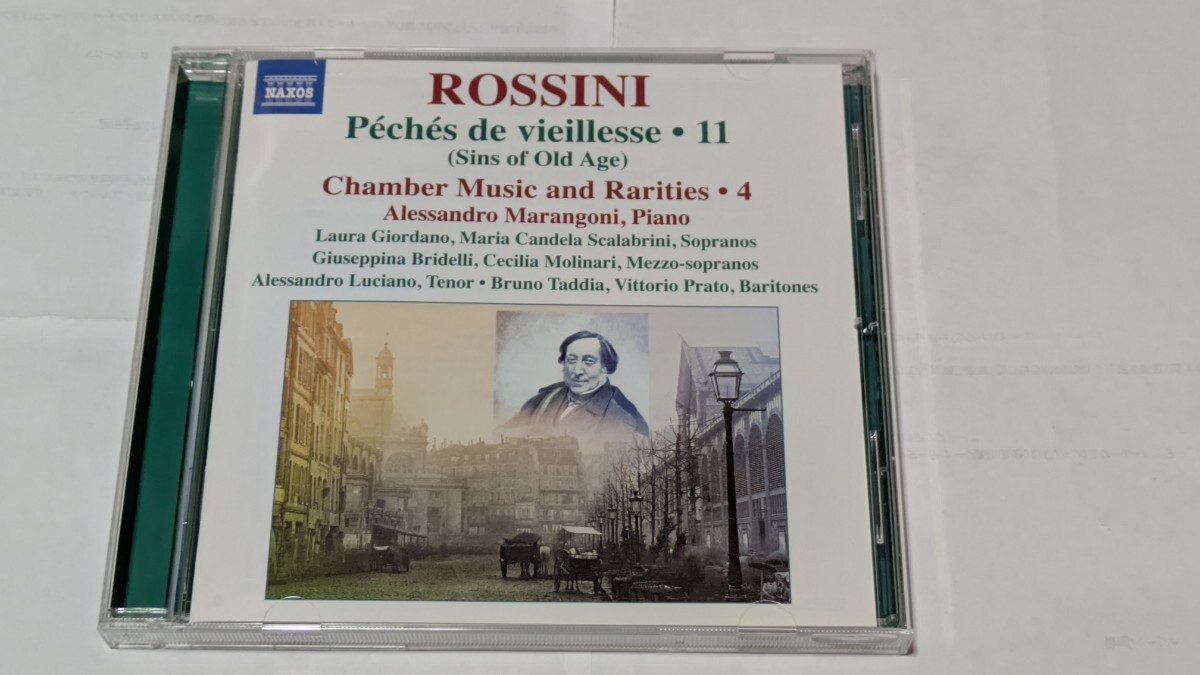 NAXOS
ROSSINI
Péchés de vieillesse • 11
(Sins of Old Age)
Chamber Music and Rarities • 4
Alessandro Marangoni, Piano
Laura Giordano, Maria Candela Scalabrini, Sopranos
Giuseppina Bridelli, Cecilia Molinari, Mezzo-sopranos
Alessandro Luciano, Tenor • Bruno Taddia, Vittorio Prato, Baritones